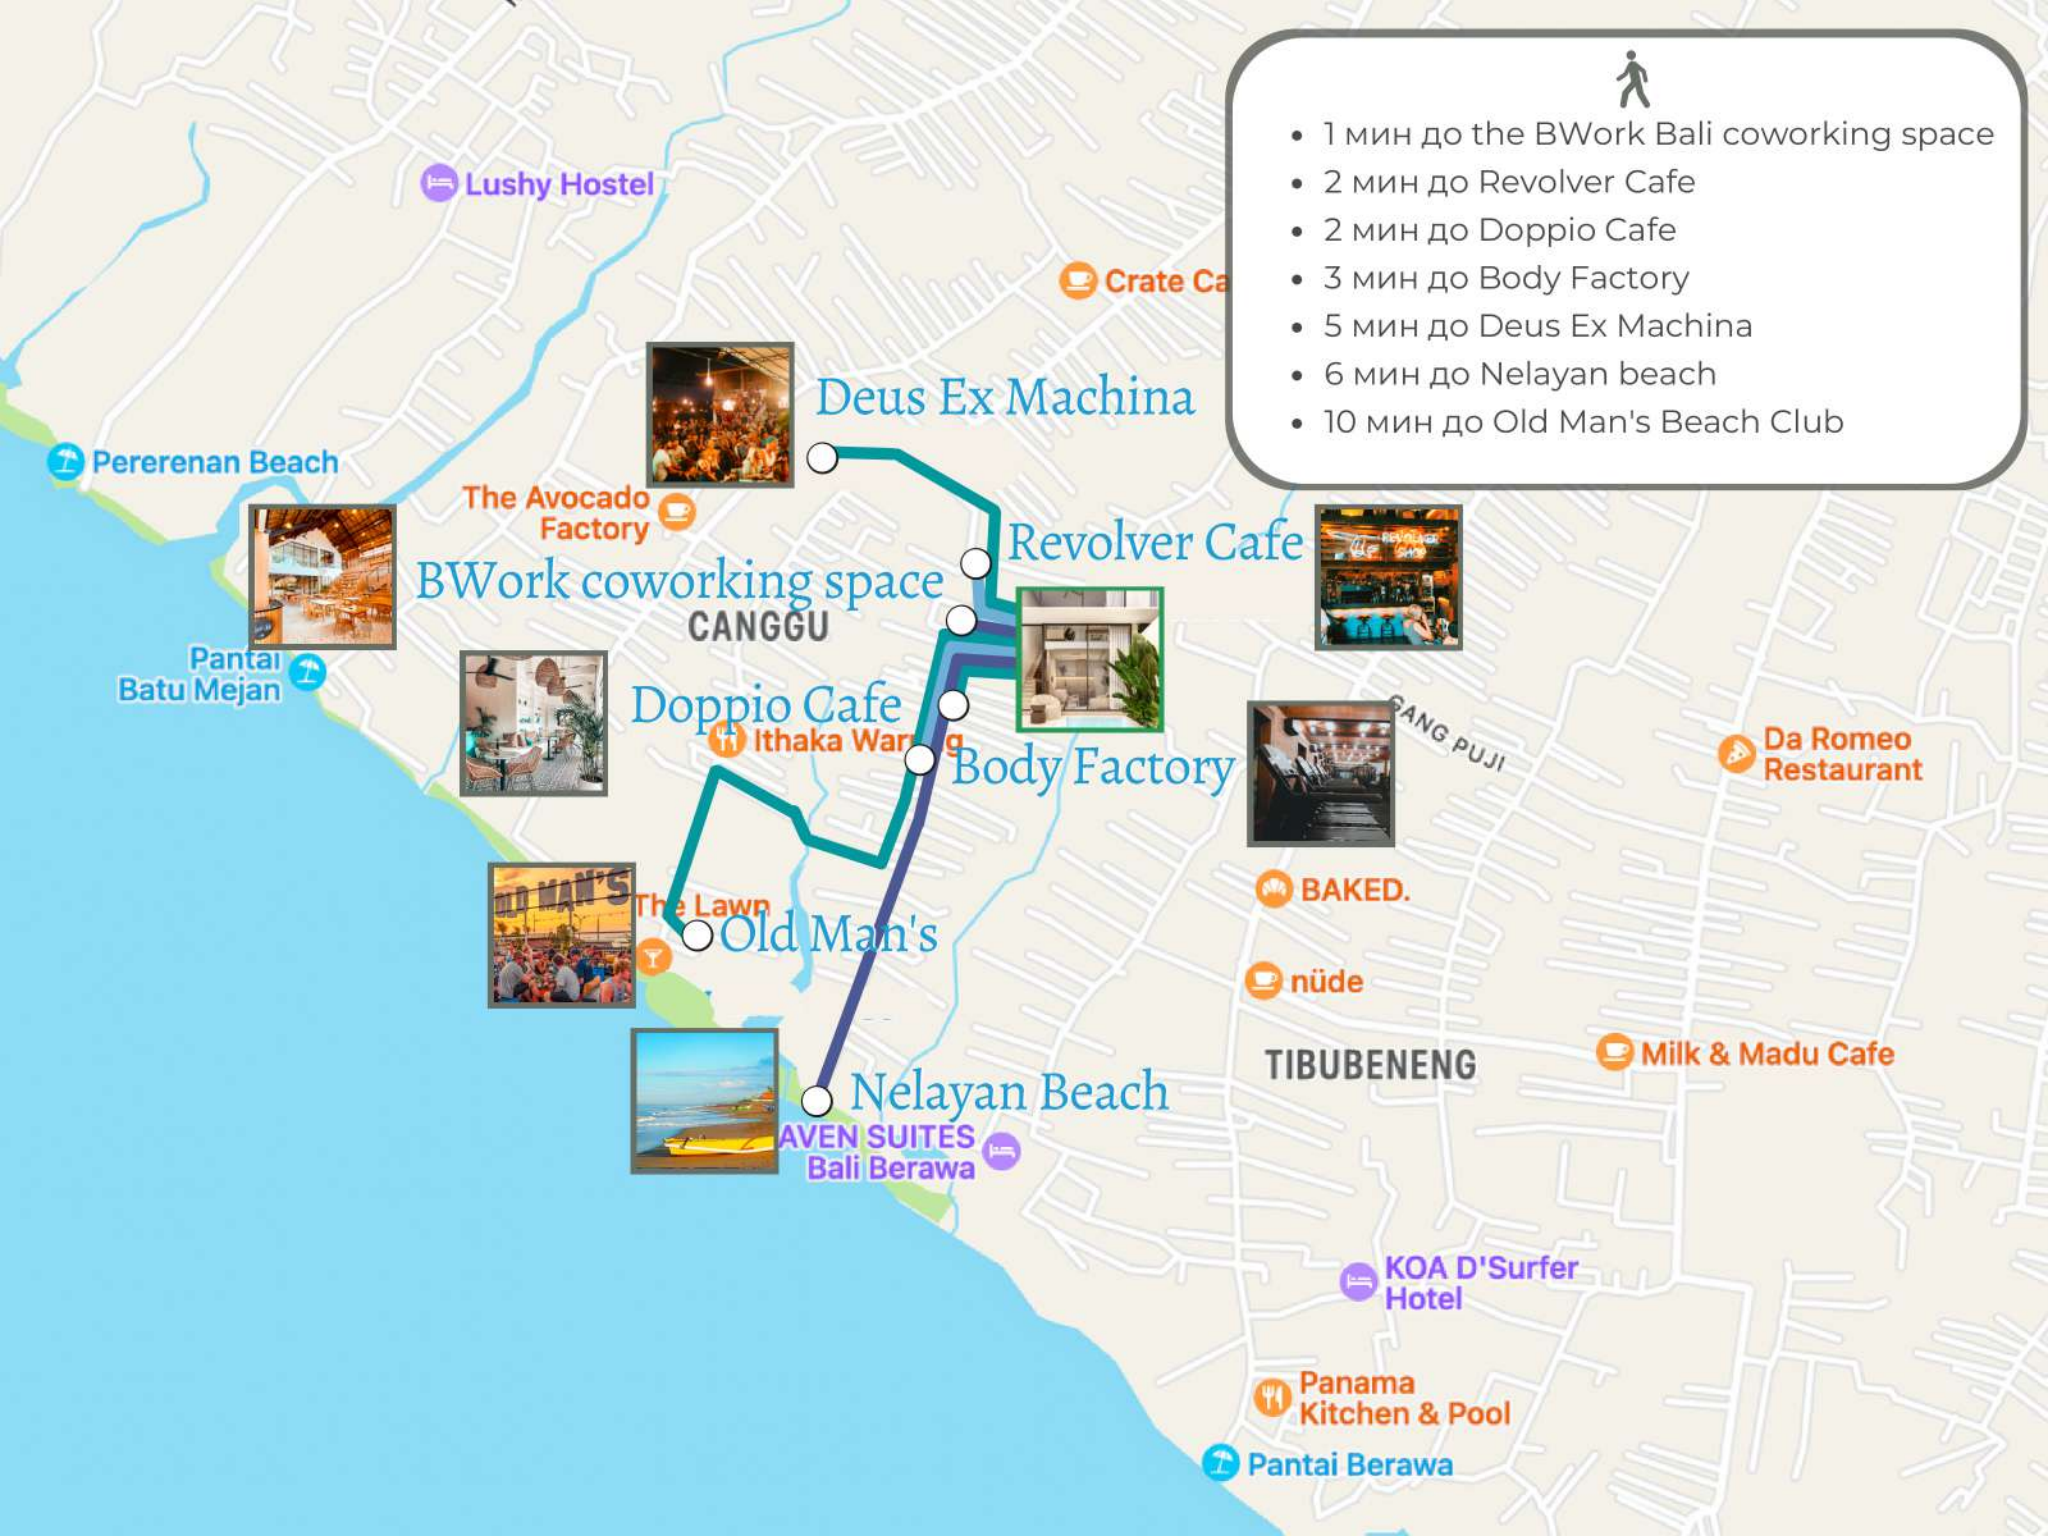 1 мин до the BWork Bali coworking space
2 мин до Revolver Cafe
2 мин до Doppio Cafe
3 мин до Body Factory
5 мин до Deus Ex Machina
6 мин до Nelayan beach
10 мин до Old Man's Beach Club
Lushy Hostel
Crate Ca
Deus Ex Machina
Pererenan Beach
The Avocado
Factory
Revolver Cafe
REVOLVER
BWork coworking space
CANGGU
Pantai
Batu Mejan
Doppio Cafe
Ithaka
GANG PUJI
Da Romeo
Restaurant
Body Factory
OLD MAN'S
The Lawn
Old Man's
BAKED.
nüde
TIBUBENENG
Milk & Madu Cafe
Nelayan Beach
AVEN SUITES
Bali Berawa
KOA D'Surfer
Hotel
Panama
Kitchen & Pool
Pantai Berawa